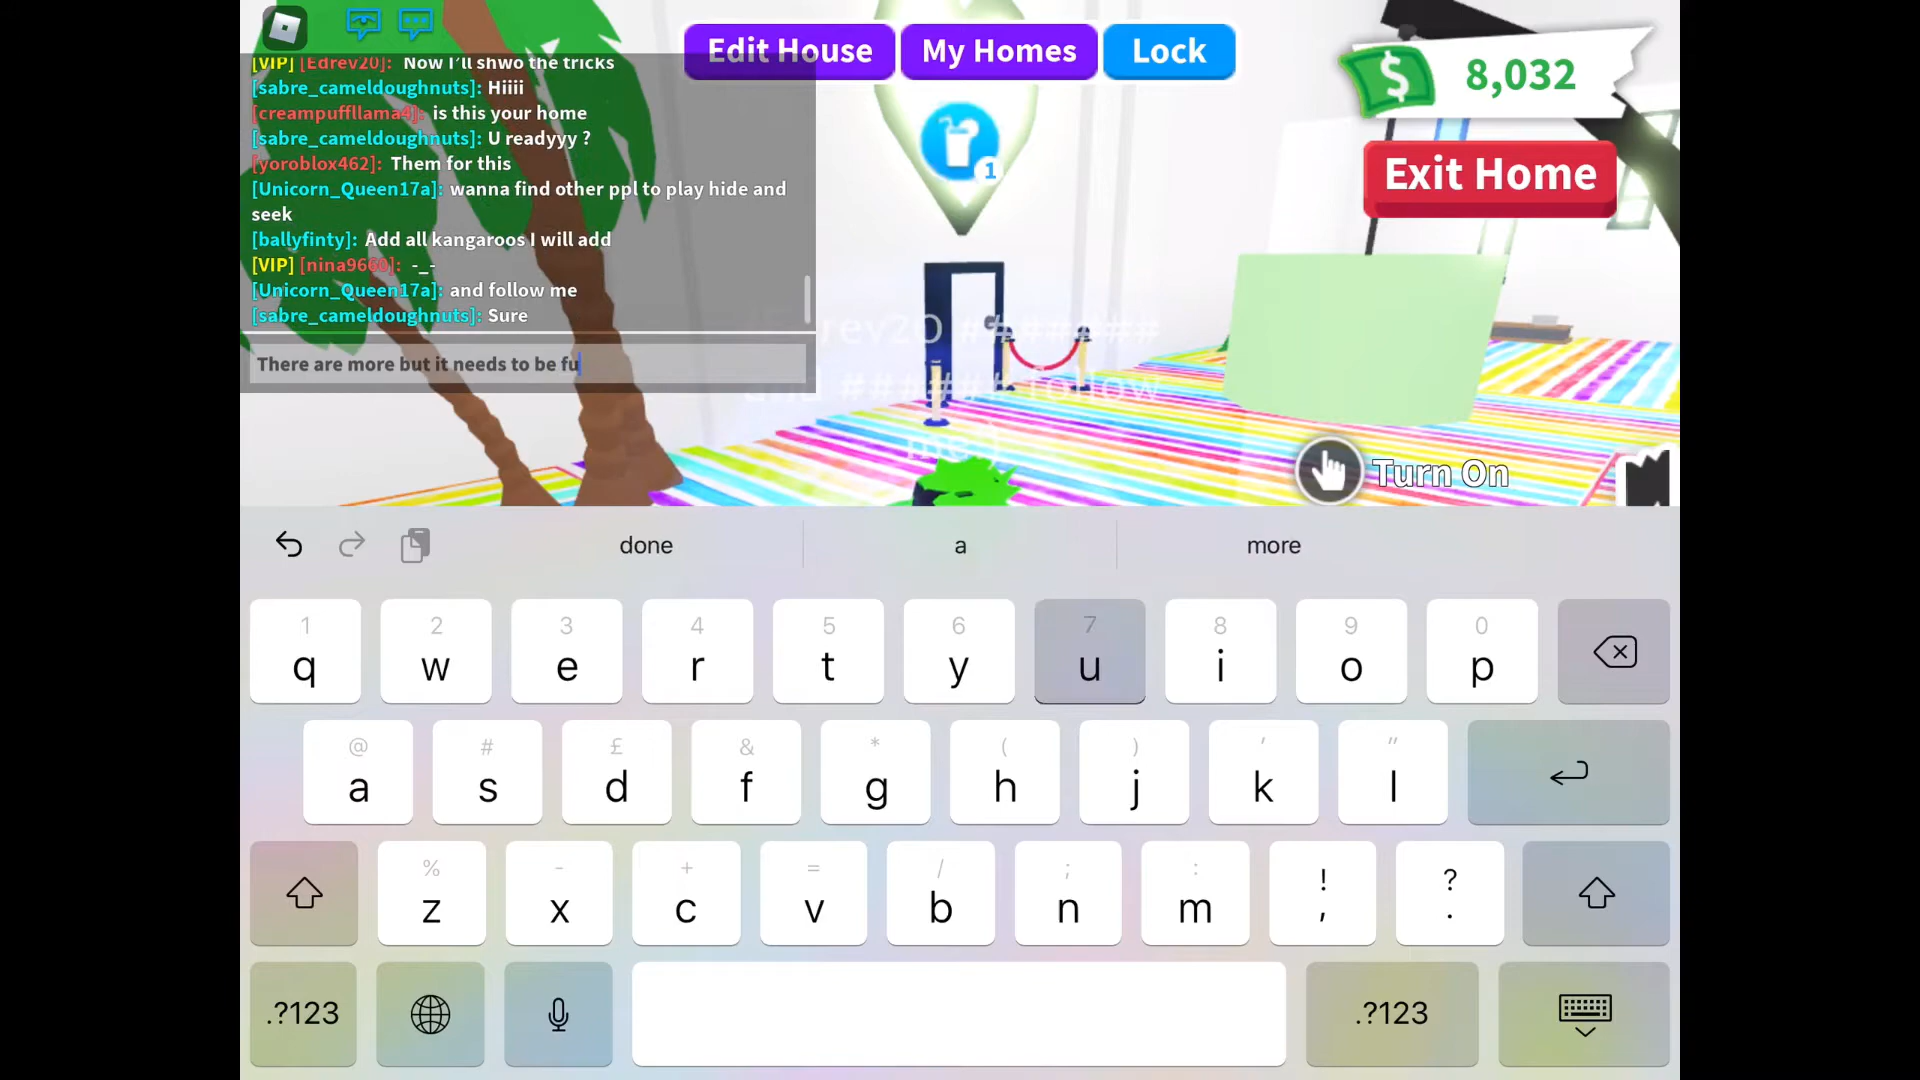 Edit House
My Homes
Lock
8,032
Exit Home
[VIP] [Edrev20]: Now I'll shwo the tricks
[sabre_cameldoughnuts]: Hiiii
[creampuffllama4]: is this your home
[sabre_cameldoughnuts]: U readyyy ?
[yoroblox462]: Them for this
[Unicorn_Queen17a]: wanna find other ppl to play hide and
seek
[ballyfinty]: Add all kangaroos I will add
[VIP] [nina9660]: -_-
[Unicorn_Queen17a]: and follow me
[sabre_cameldoughnuts]: Sure
There are more but it needs to be fu
1
######
###### follow
Turn On
done
a
more
1 2 3 4 5 6 7 8 9 0
q w e r t y u i o p
@ # £ & * ( ) ' "
a s d f g h j k l
% - + = / ; : ! ?
z x c v b n m , .
.?123
.?123